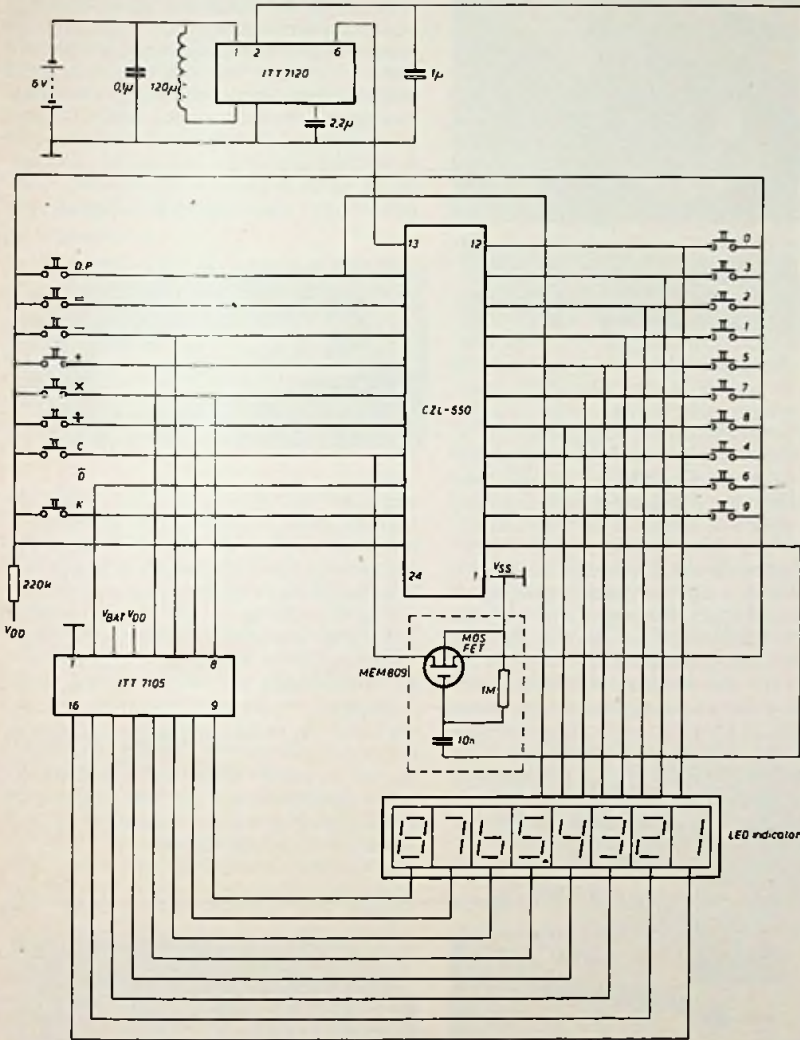 1 2 6
ITT 7120
6V
0,1μ
120μ
1μ
2,2μ
13 12
D.P
=
-
+
×
÷
C
D̅
K
0
3
2
1
5
7
8
4
6
9
CZL-550
24 1
VSS
220k
VDD
VBAT VDD
1 8
ITT 7105
16 9
MOS
FET
MEM809
1M
10n
8 7 6 5. 4 3 2 1
LED indicator